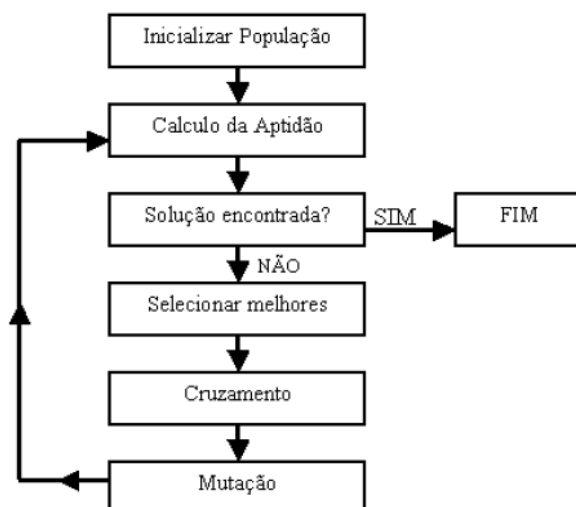 Inicializar População
Calculo da Aptidão
Solução encontrada?
SIM
FIM
NÃO
Selecionar melhores
Cruzamento
Mutação